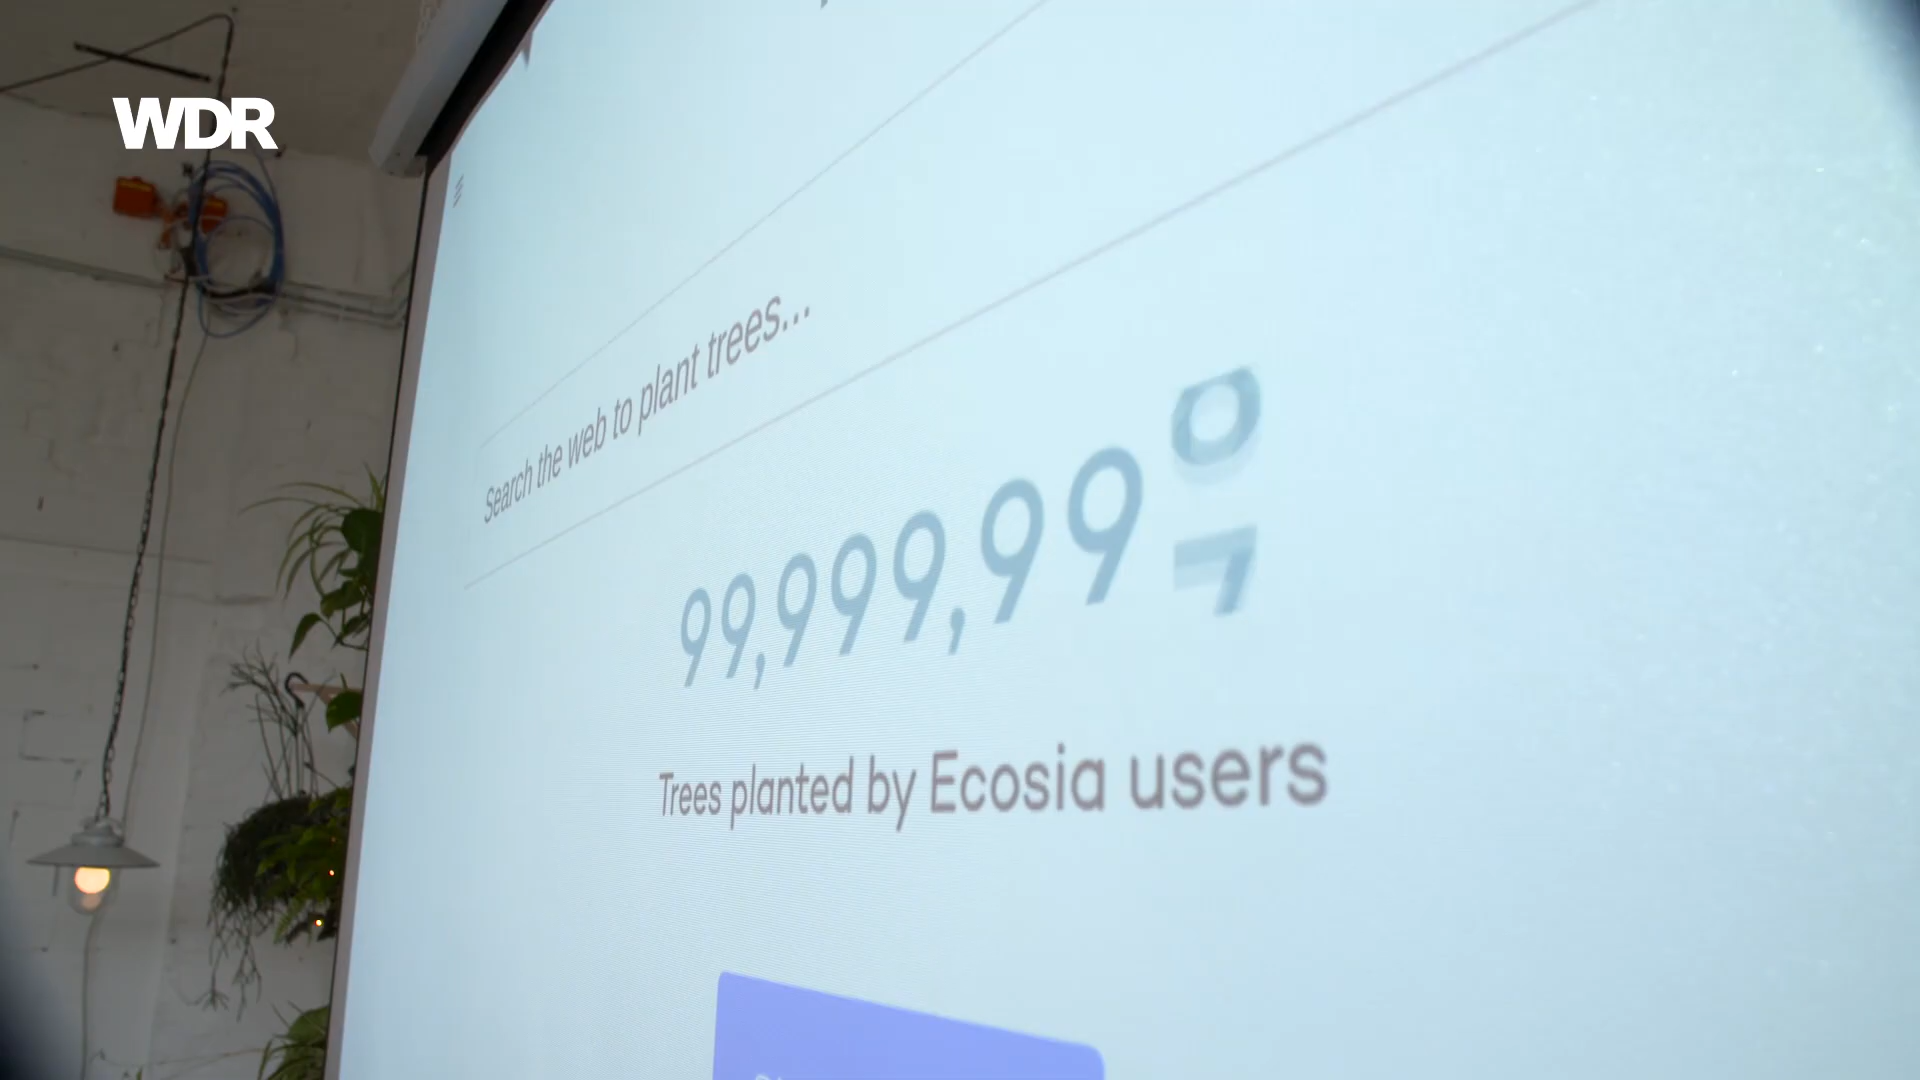 WDR
Search the web to plant trees...
99,999,99
Trees planted by Ecosia users